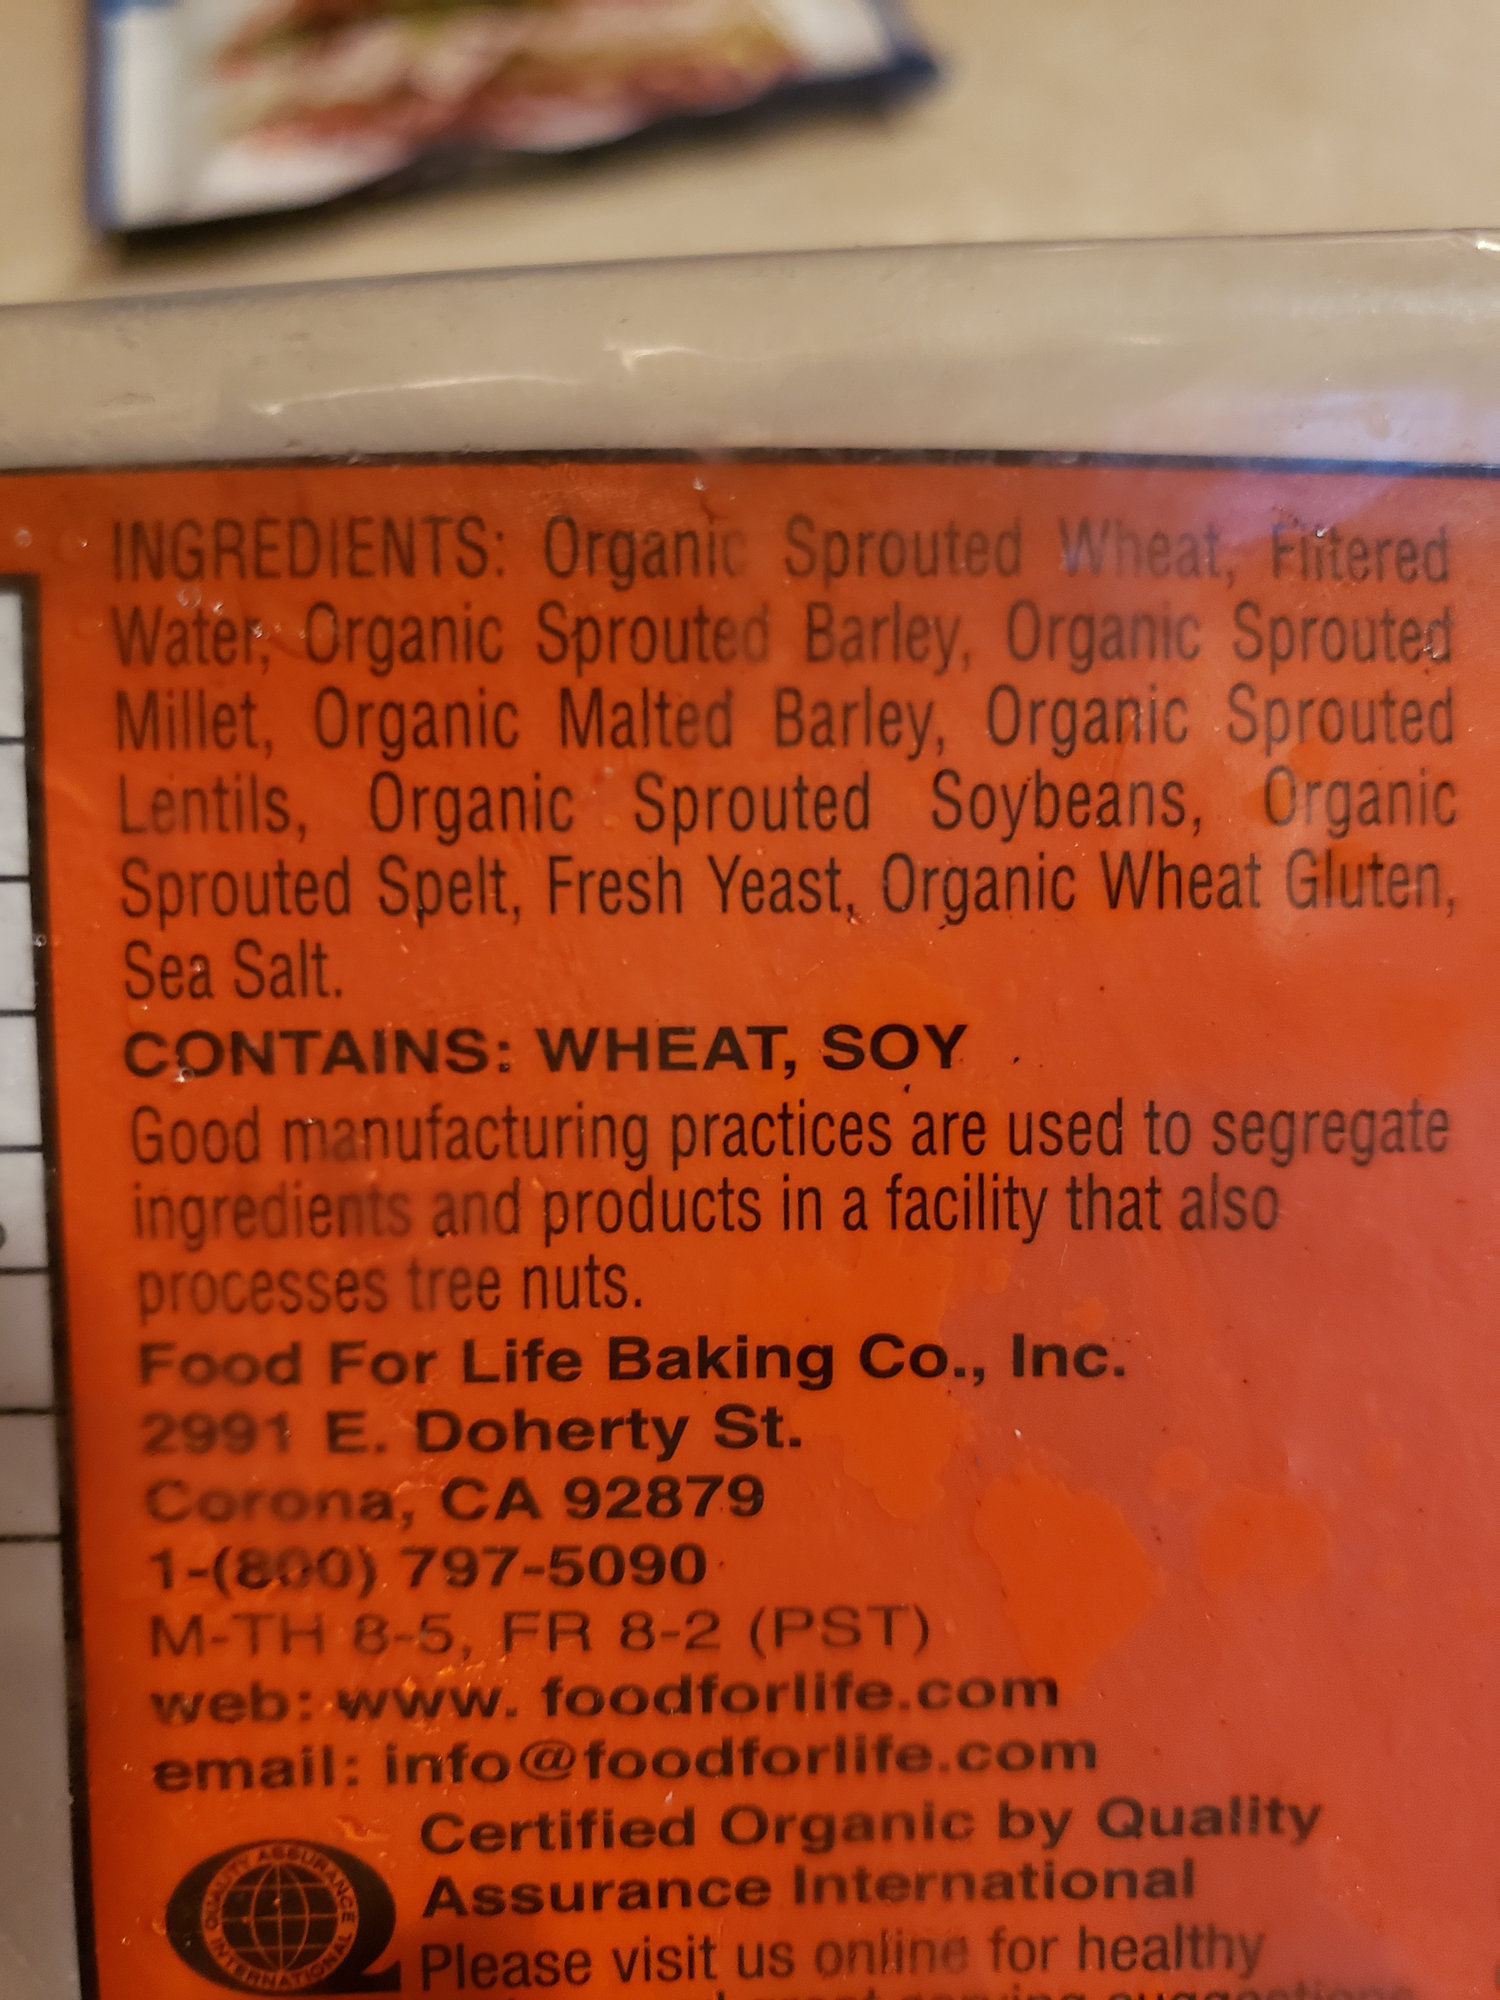 INGREDIENTS: Organic Sprouted Wheat, Filtered
Water, Organic Sprouted Barley, Organic Sprouted
Millet, Organic Malted Barley, Organic Sprouted
Lentils, Organic Sprouted Soybeans, Organic
Sprouted Spelt, Fresh Yeast, Organic Wheat Gluten,
Sea Salt.
CONTAINS: WHEAT, SOY
Good manufacturing practices are used to segregate
ingredients and products in a facility that also
processes tree nuts.
Food For Life Baking Co., Inc.
2991 E. Doherty St.
Corona, CA 92879
1-(800) 797-5090
M-TH 8-5, FR 8-2 (PST)
web: www. foodforlife.com
email: info@foodforlife.com
Certified Organic by Quality
Assurance International
QUALITY ASSURANCE
INTERNATIONAL
Please visit us online for healthy